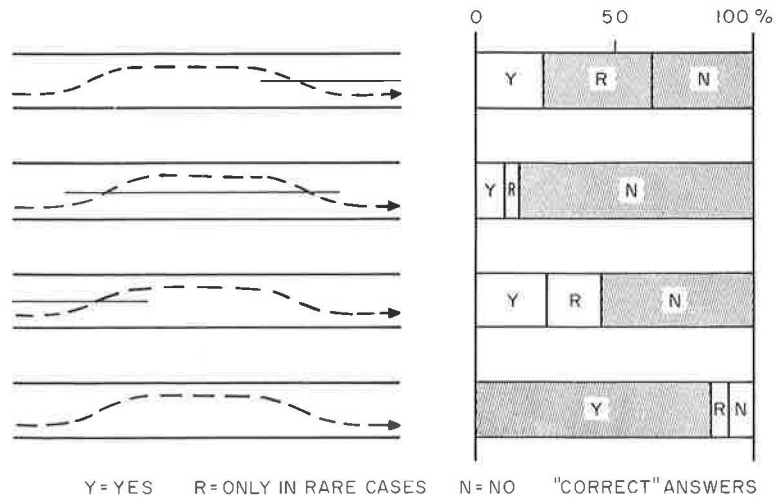 0 50 100 %
Y R N
Y R N
Y R N
Y R N
Y = YES R = ONLY IN RARE CASES N = NO "CORRECT" ANSWERS